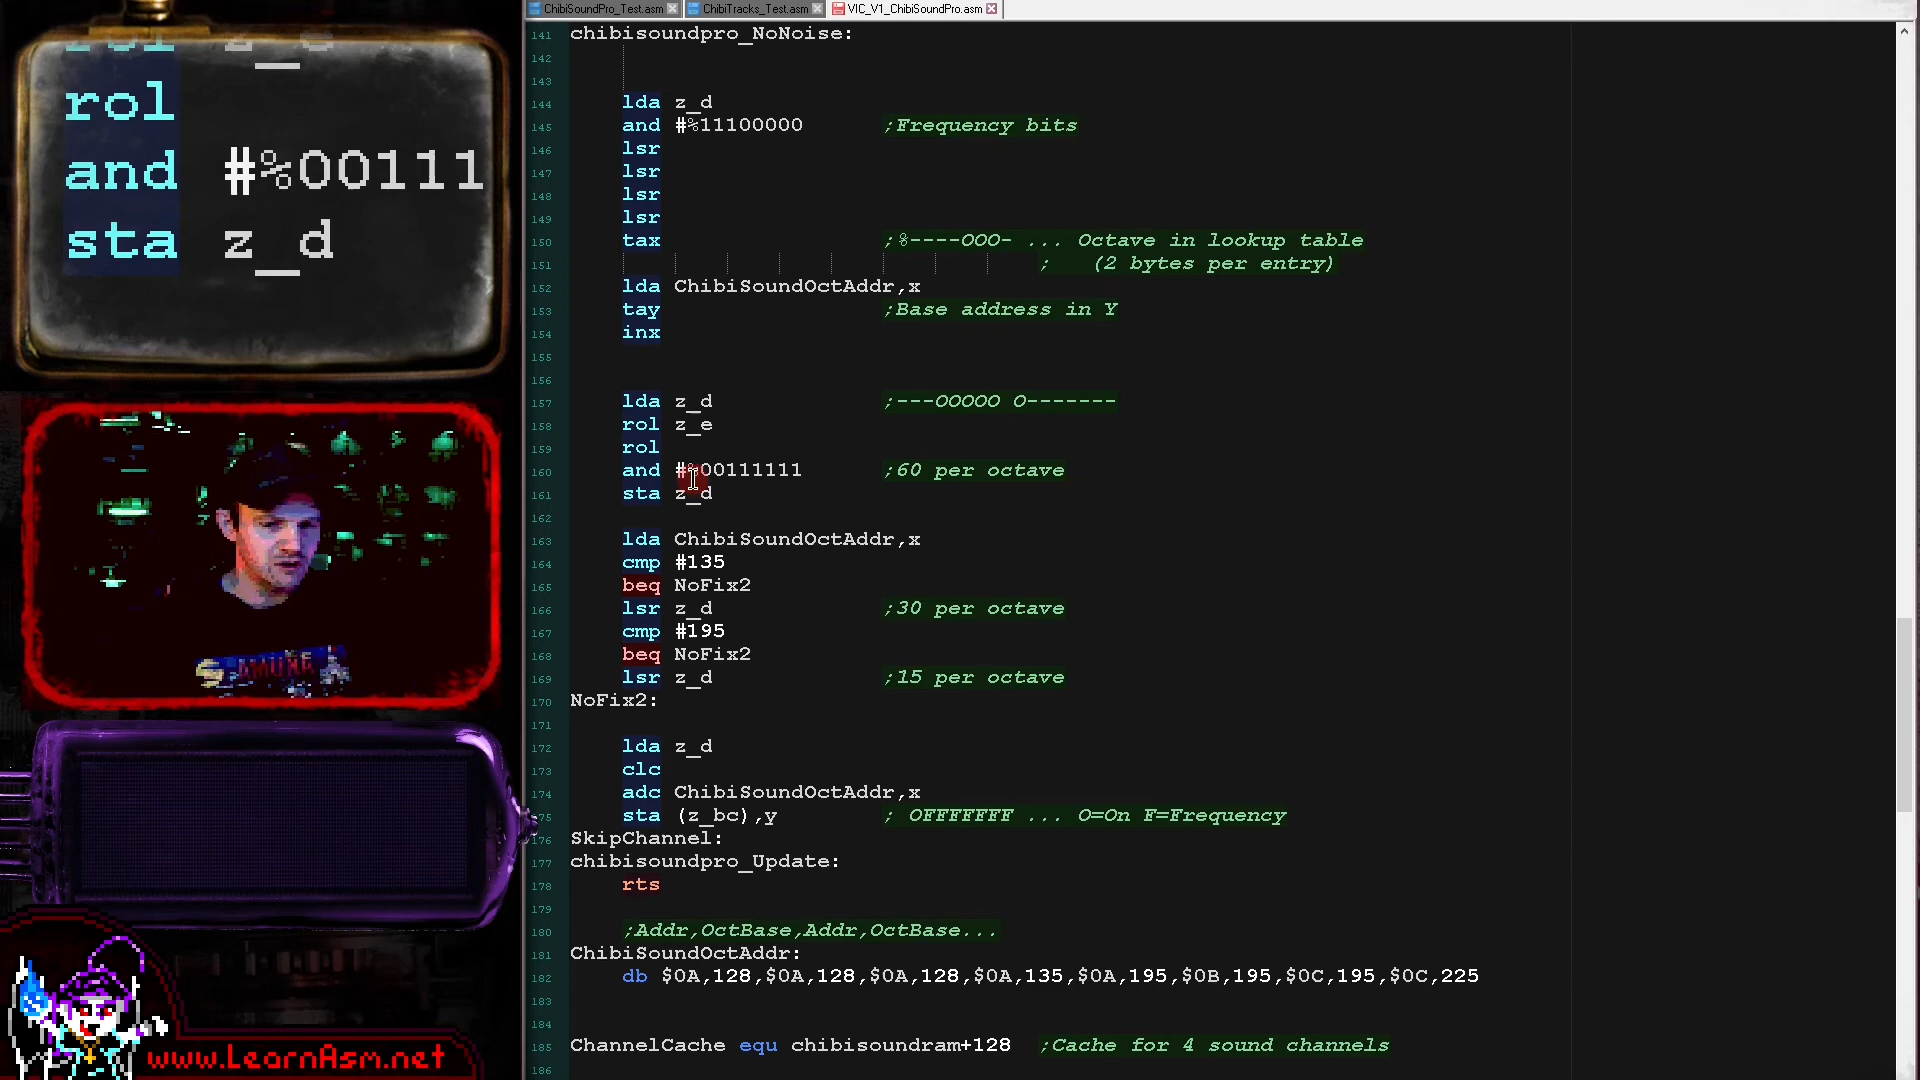 rol
and #%00111
sta z_d
www.LearnAsm.net
ChibiSoundPro_Test.asm ChibiTracks_Test.asm VIC_V1_ChibiSoundPro.asm
141 chibisoundpro_NoNoise:
142
143
144 lda z_d
145 and #%11100000 ;Frequency bits
146 lsr
147 lsr
148 lsr
149 lsr
150 tax ;%----OOO- ... Octave in lookup table
151 ; (2 bytes per entry)
152 lda ChibiSoundOctAddr,x
153 tay ;Base address in Y
154 inx
155
156
157 lda z_d ;---OOOOO O-------
158 rol z_e
159 rol
160 and #%00111111 ;60 per octave
161 sta z_d
162
163 lda ChibiSoundOctAddr,x
164 cmp #135
165 beq NoFix2
166 lsr z_d ;30 per octave
167 cmp #195
168 beq NoFix2
169 lsr z_d ;15 per octave
170 NoFix2:
171
172 lda z_d
173 clc
174 adc ChibiSoundOctAddr,x
175 sta (z_bc),y ; OFFFFFFF ... O=On F=Frequency
176 SkipChannel:
177 chibisoundpro_Update:
178 rts
179
180 ;Addr,OctBase,Addr,OctBase...
181 ChibiSoundOctAddr:
182 db $0A,128,$0A,128,$0A,128,$0A,135,$0A,195,$0B,195,$0C,195,$0C,225
183
184
185 ChannelCache equ chibisoundram+128 ;Cache for 4 sound channels
186